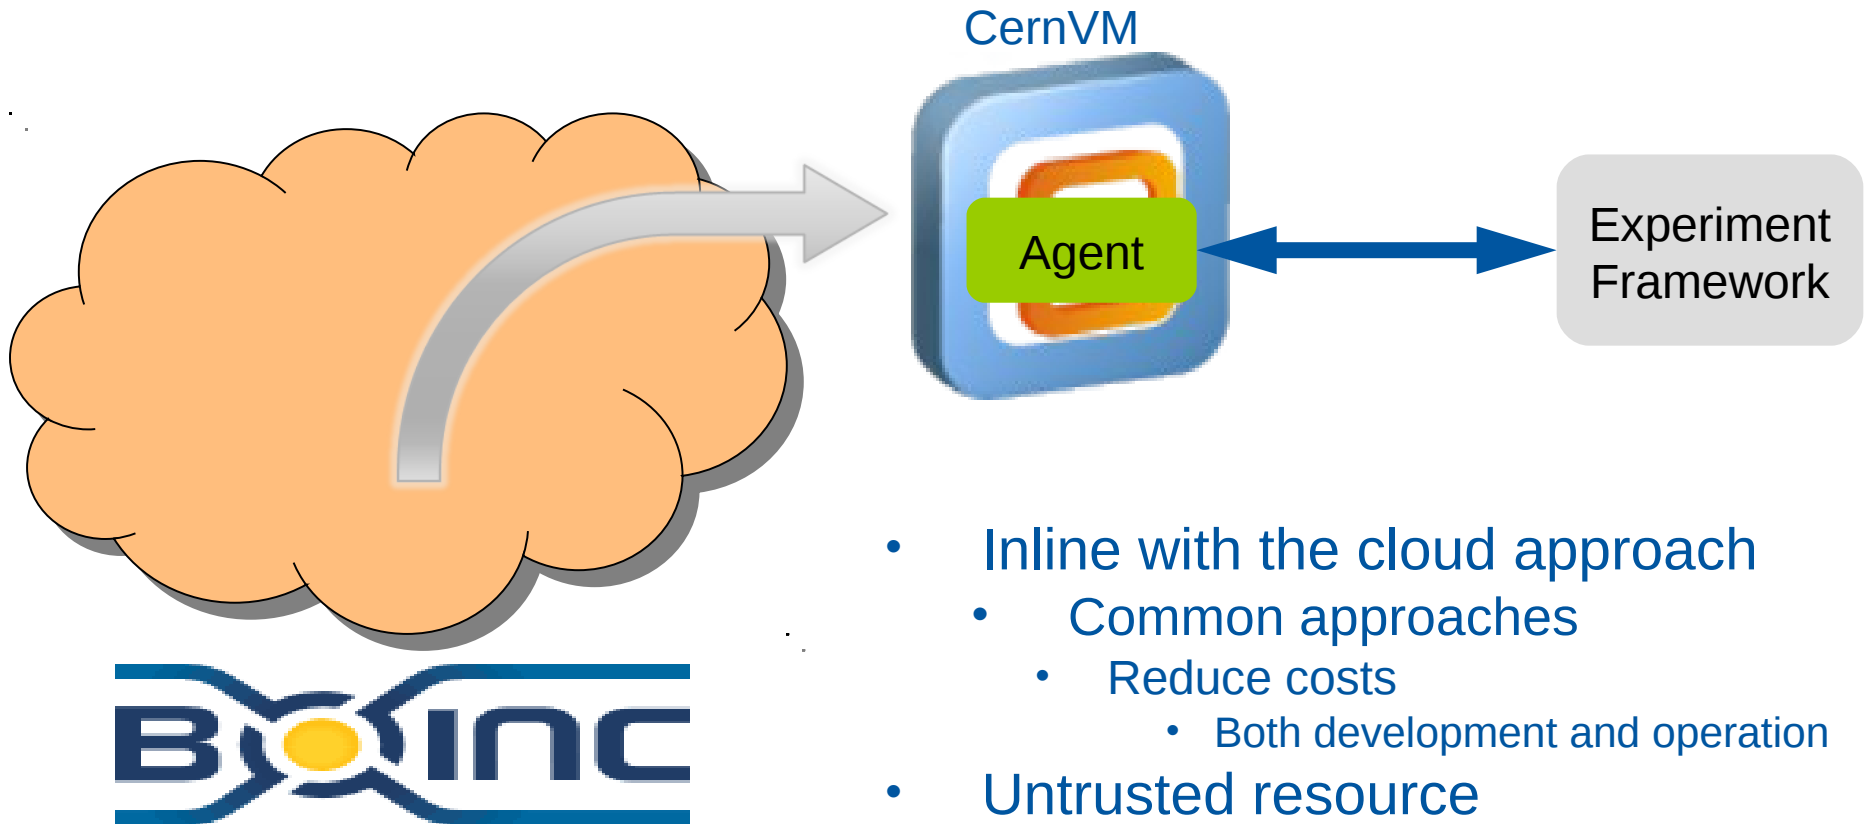 CernVM
Agent
Experiment
Framework
BOINC
• Inline with the cloud approach
• Common approaches
• Reduce costs
• Both development and operation
• Untrusted resource